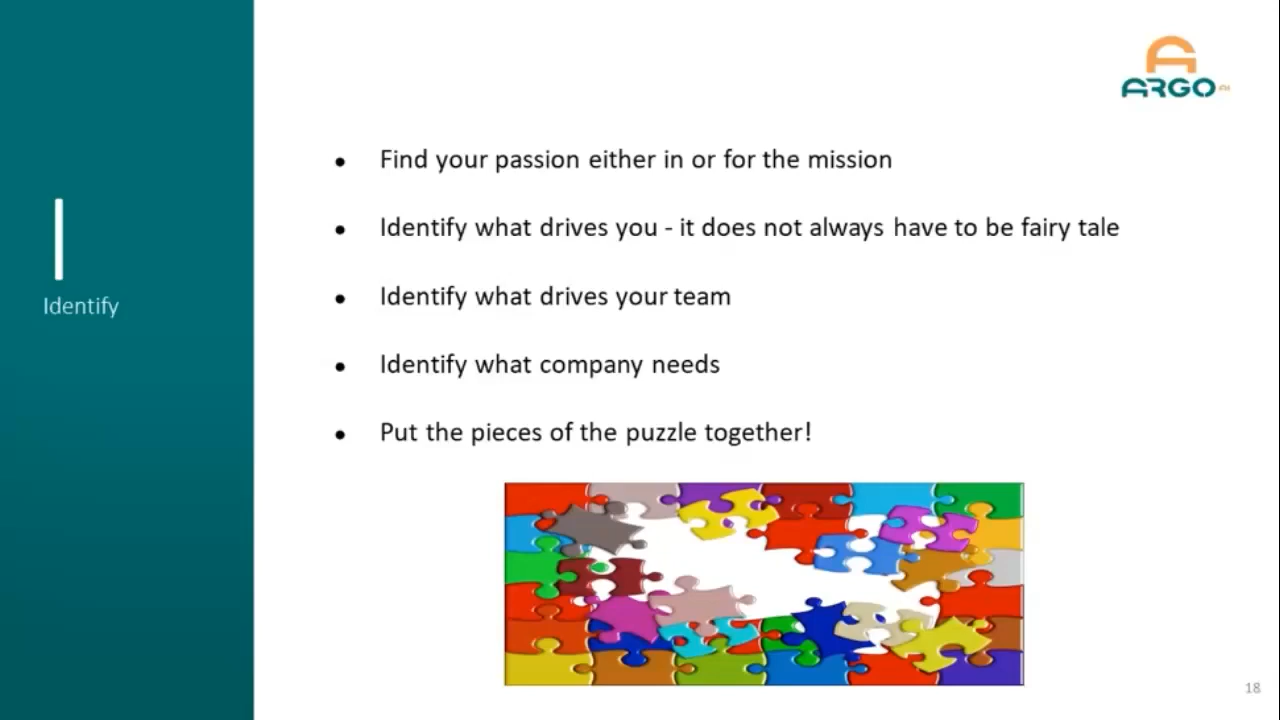 ARGO AI
• Find your passion either in or for the mission
• Identify what drives you - it does not always have to be fairy tale
I
Identify
• Identify what drives your team
• Identify what company needs
• Put the pieces of the puzzle together!
18